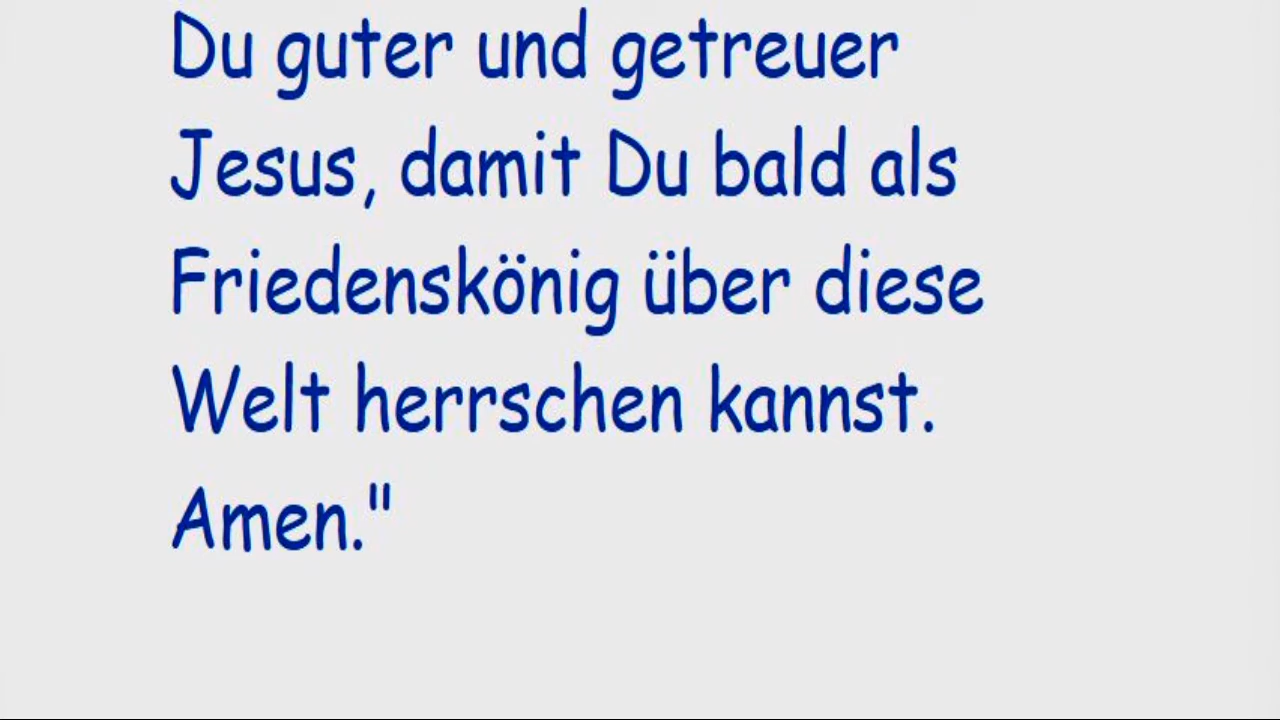 Du guter und getreuer
Jesus, damit Du bald als
Friedenskönig über diese
Welt herrschen kannst.
Amen."